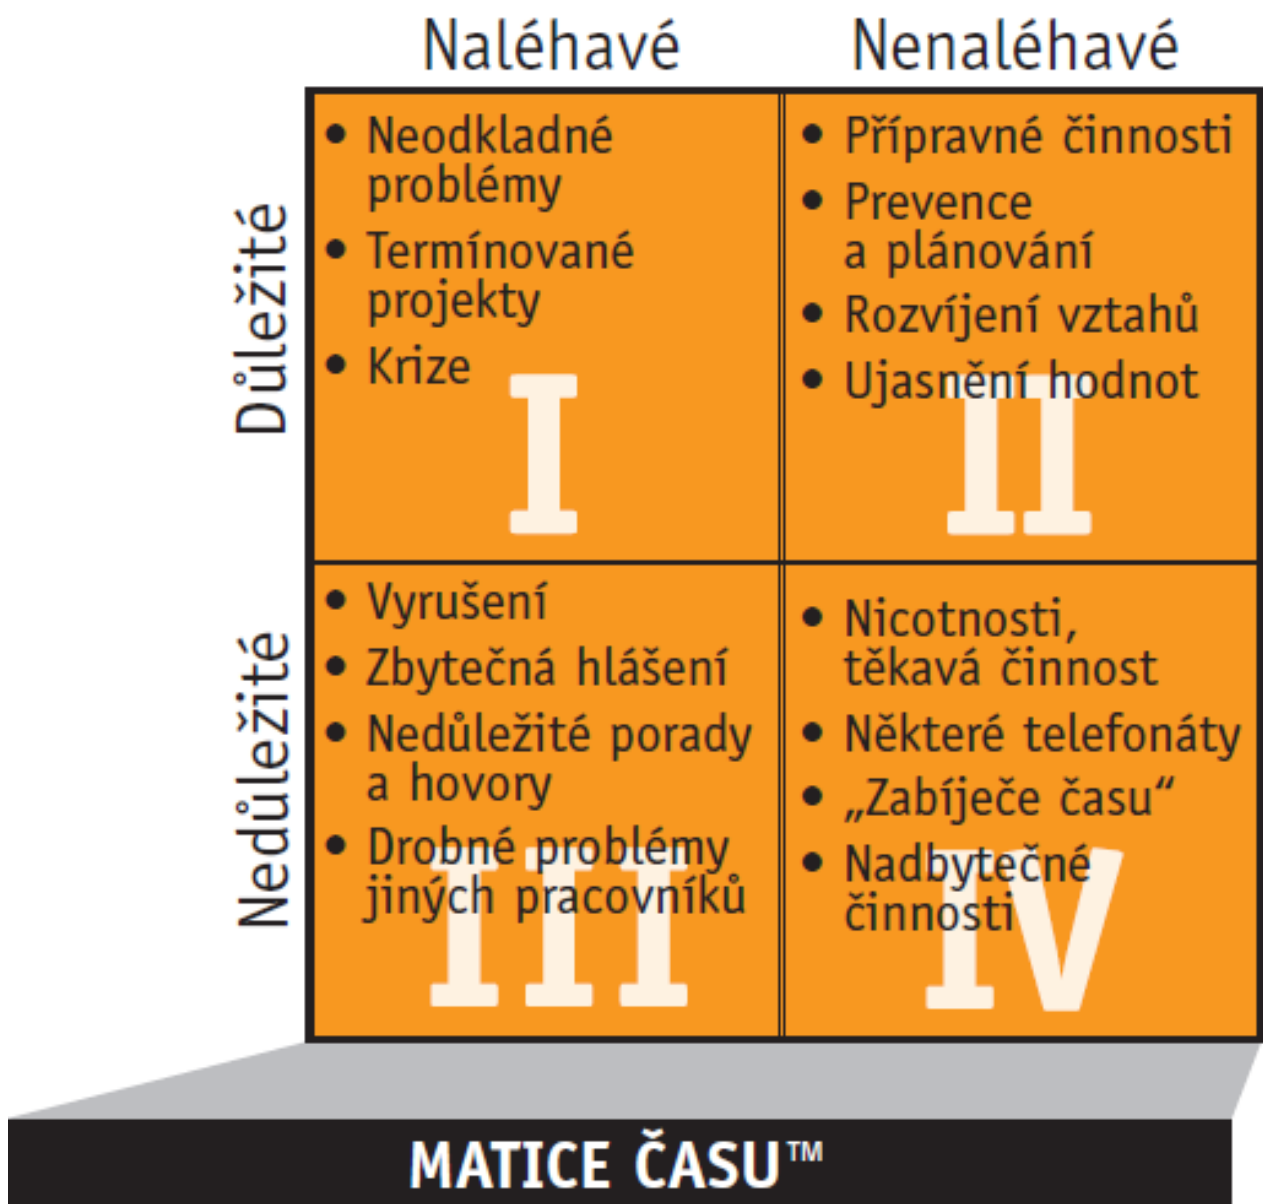 Naléhavé
Nenaléhavé
Důležité
• Neodkladné
problémy
• Termínované
projekty
• Krize
I
• Přípravné činnosti
• Prevence
a plánování
• Rozvíjení vztahů
• Ujasnění hodnot
II
Nedůležité
• Vyrušení
• Zbytečná hlášení
• Nedůležité porady
a hovory
• Drobné problémy
jiných pracovníků
III
• Nicotnosti,
těkavá činnost
• Některé telefonáty
• „Zabíječe času“
• Nadbytečné
činnosti
IV
MATICE ČASU™